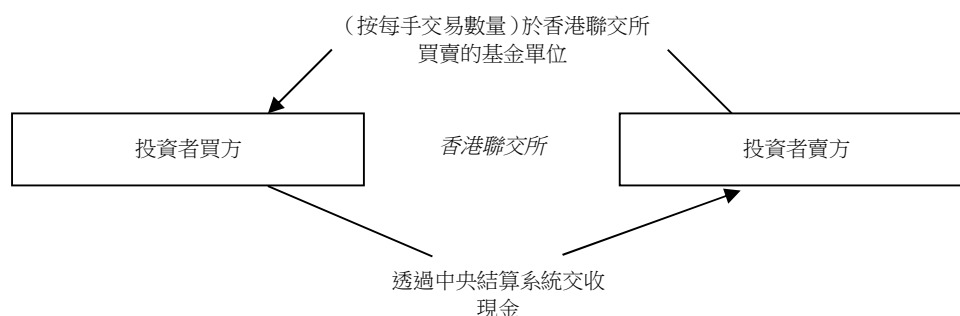 （按每手交易數量）於香港聯交所
買賣的基金單位
投資者買方
香港聯交所
投資者賣方
透過中央結算系統交收
現金